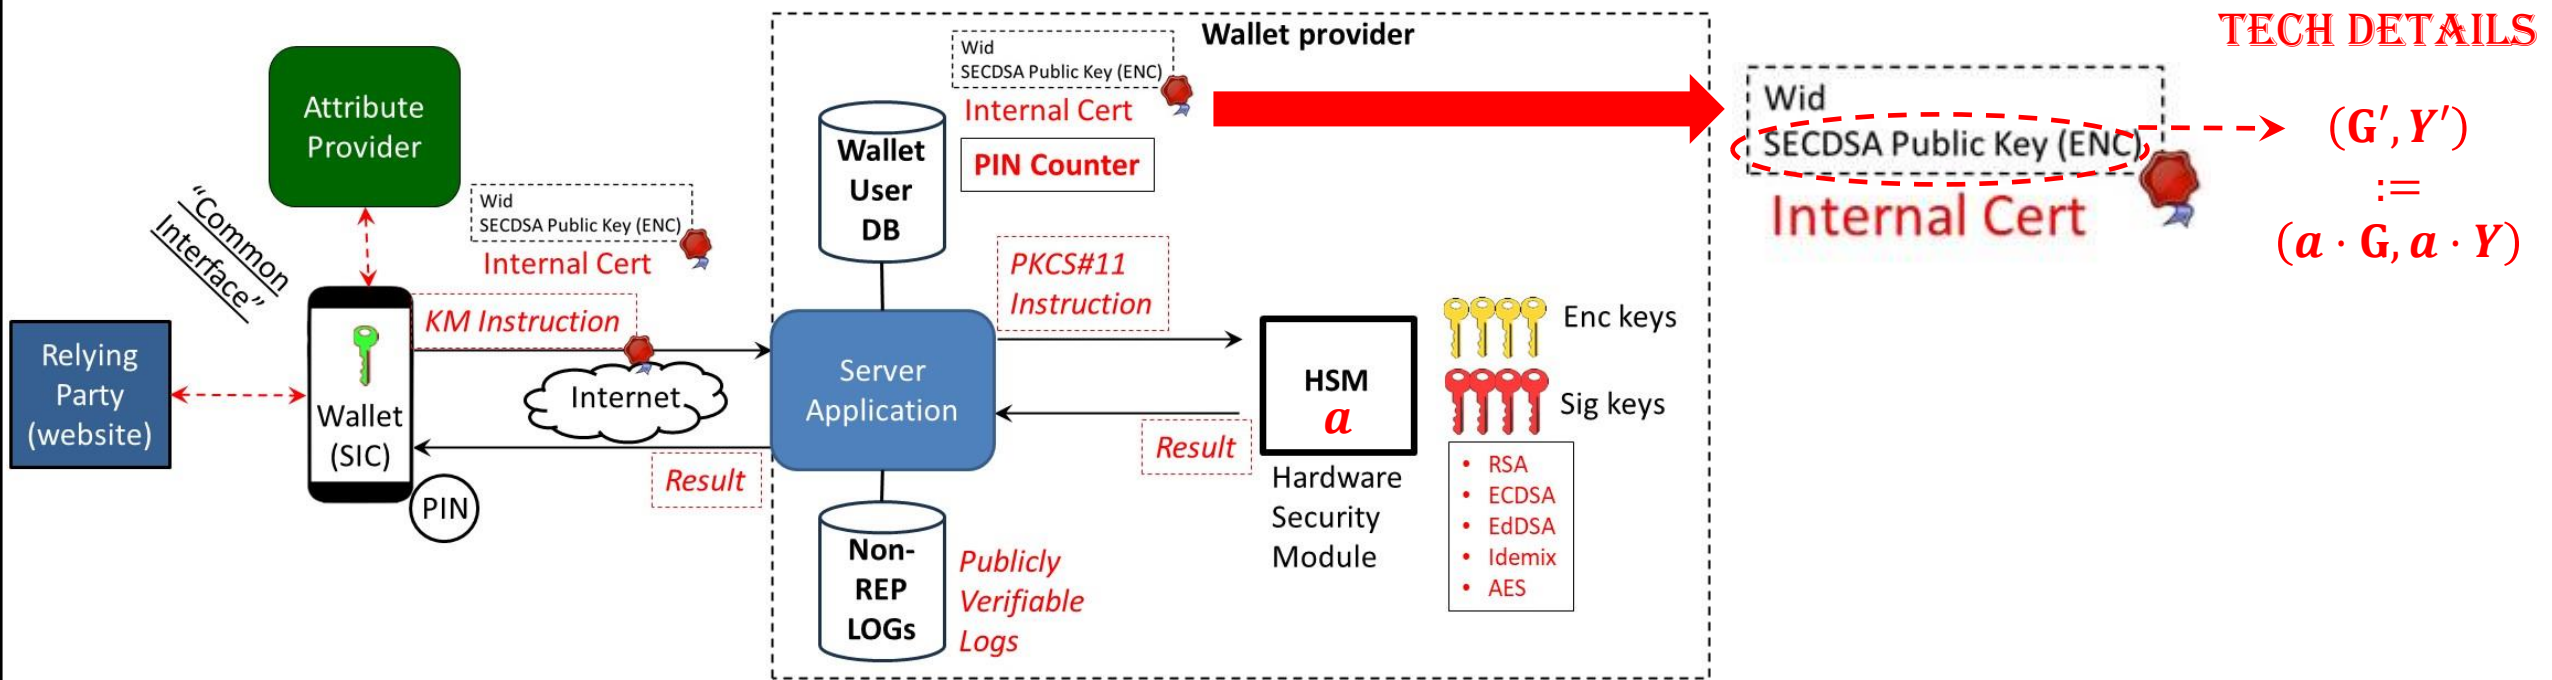 TECH DETAILS
Wallet provider
Wid
SECDSA Public Key (ENC)
Internal Cert
PIN Counter
Wallet
User
DB
Attribute
Provider
"Common
Interface"
Wid
SECDSA Public Key (ENC)
Internal Cert
KM Instruction
Internet
Result
Relying
Party
(website)
Wallet
(SIC)
PIN
Server
Application
PKCS#11
Instruction
Result
HSM
a
Hardware
Security
Module
Enc keys
Sig keys
• RSA
• ECDSA
• EdDSA
• Idemix
• AES
Non-
REP
LOGs
Publicly
Verifiable
Logs
Wid
SECDSA Public Key (ENC)
Internal Cert
(G′, Y′)
:=
(a · G, a · Y)